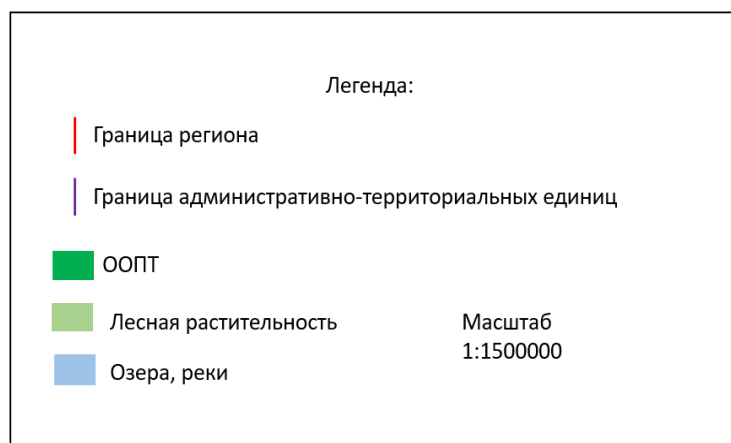 Легенда:
Граница региона
Граница административно-территориальных единиц
ООПТ
Лесная растительность
Масштаб
1:1500000
Озера, реки